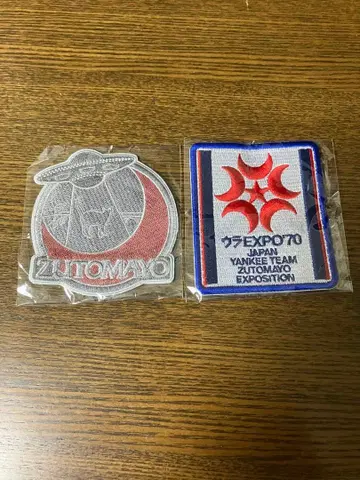 ZUTOMAYO
ウラEXPO'70
JAPAN
YANKEE TEAM
ZUTOMAYO
EXPOSITION